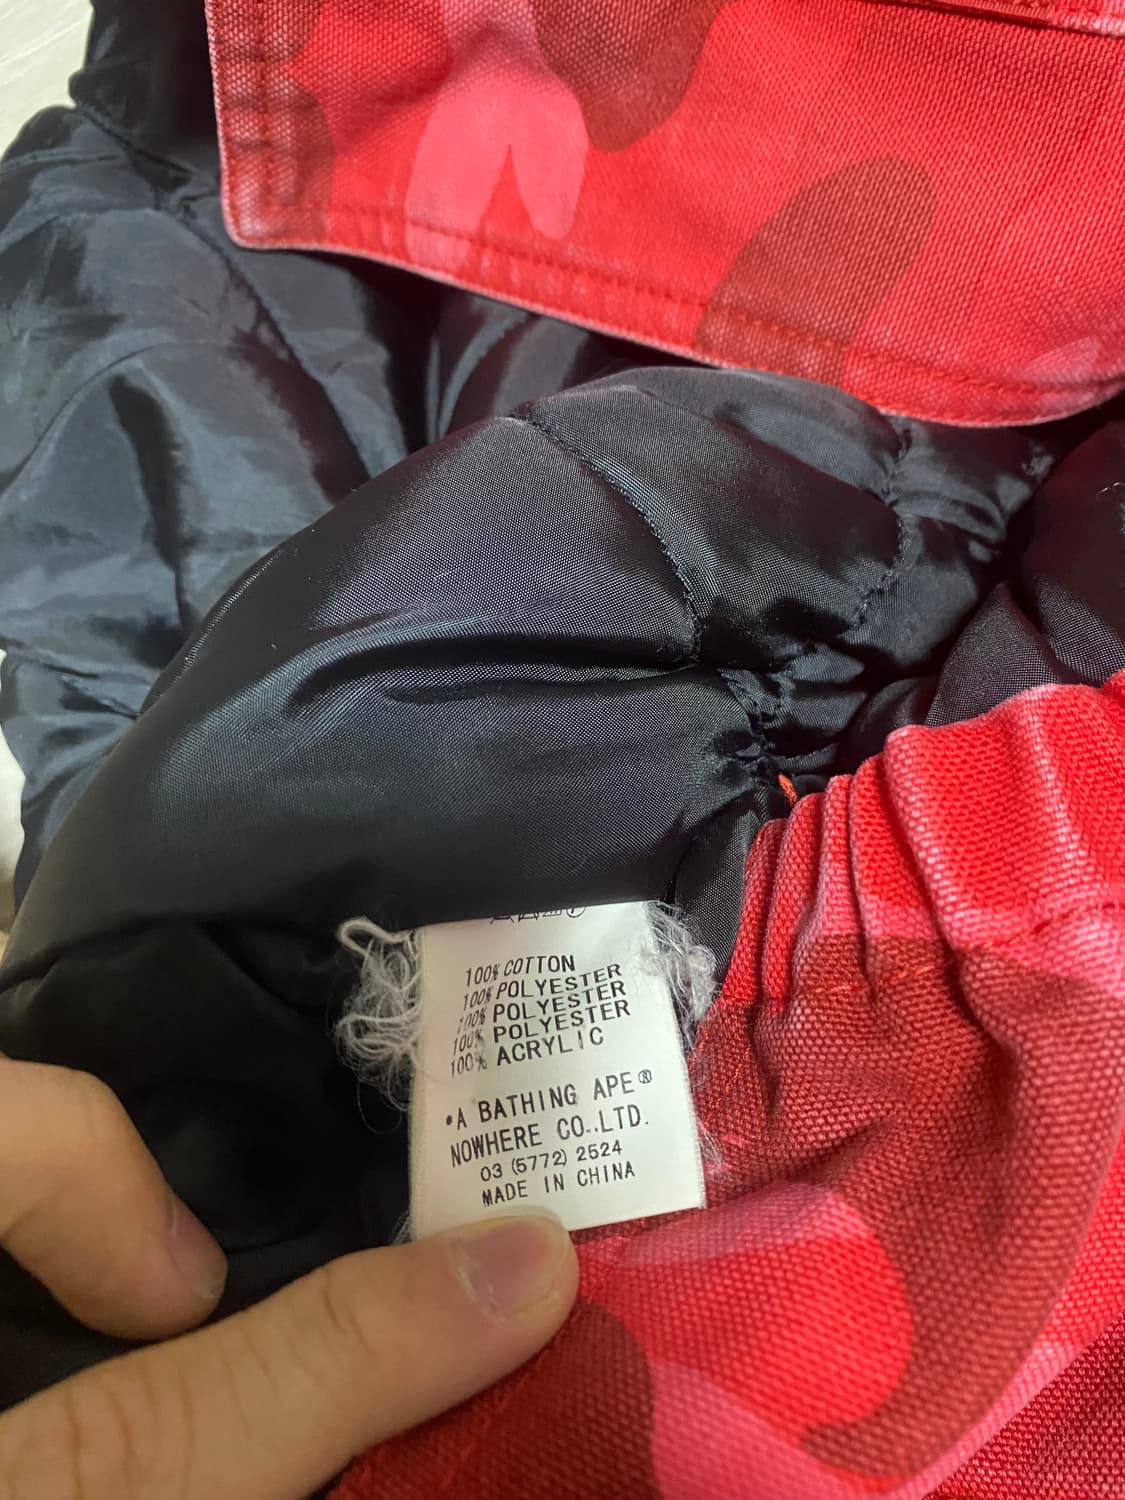 100% COTTON
100% POLYESTER
100% POLYESTER
100% POLYESTER
100% ACRYLIC
•A BATHING APE®
NOWHERE CO.,LTD.
03 (5772) 2524
MADE IN CHINA